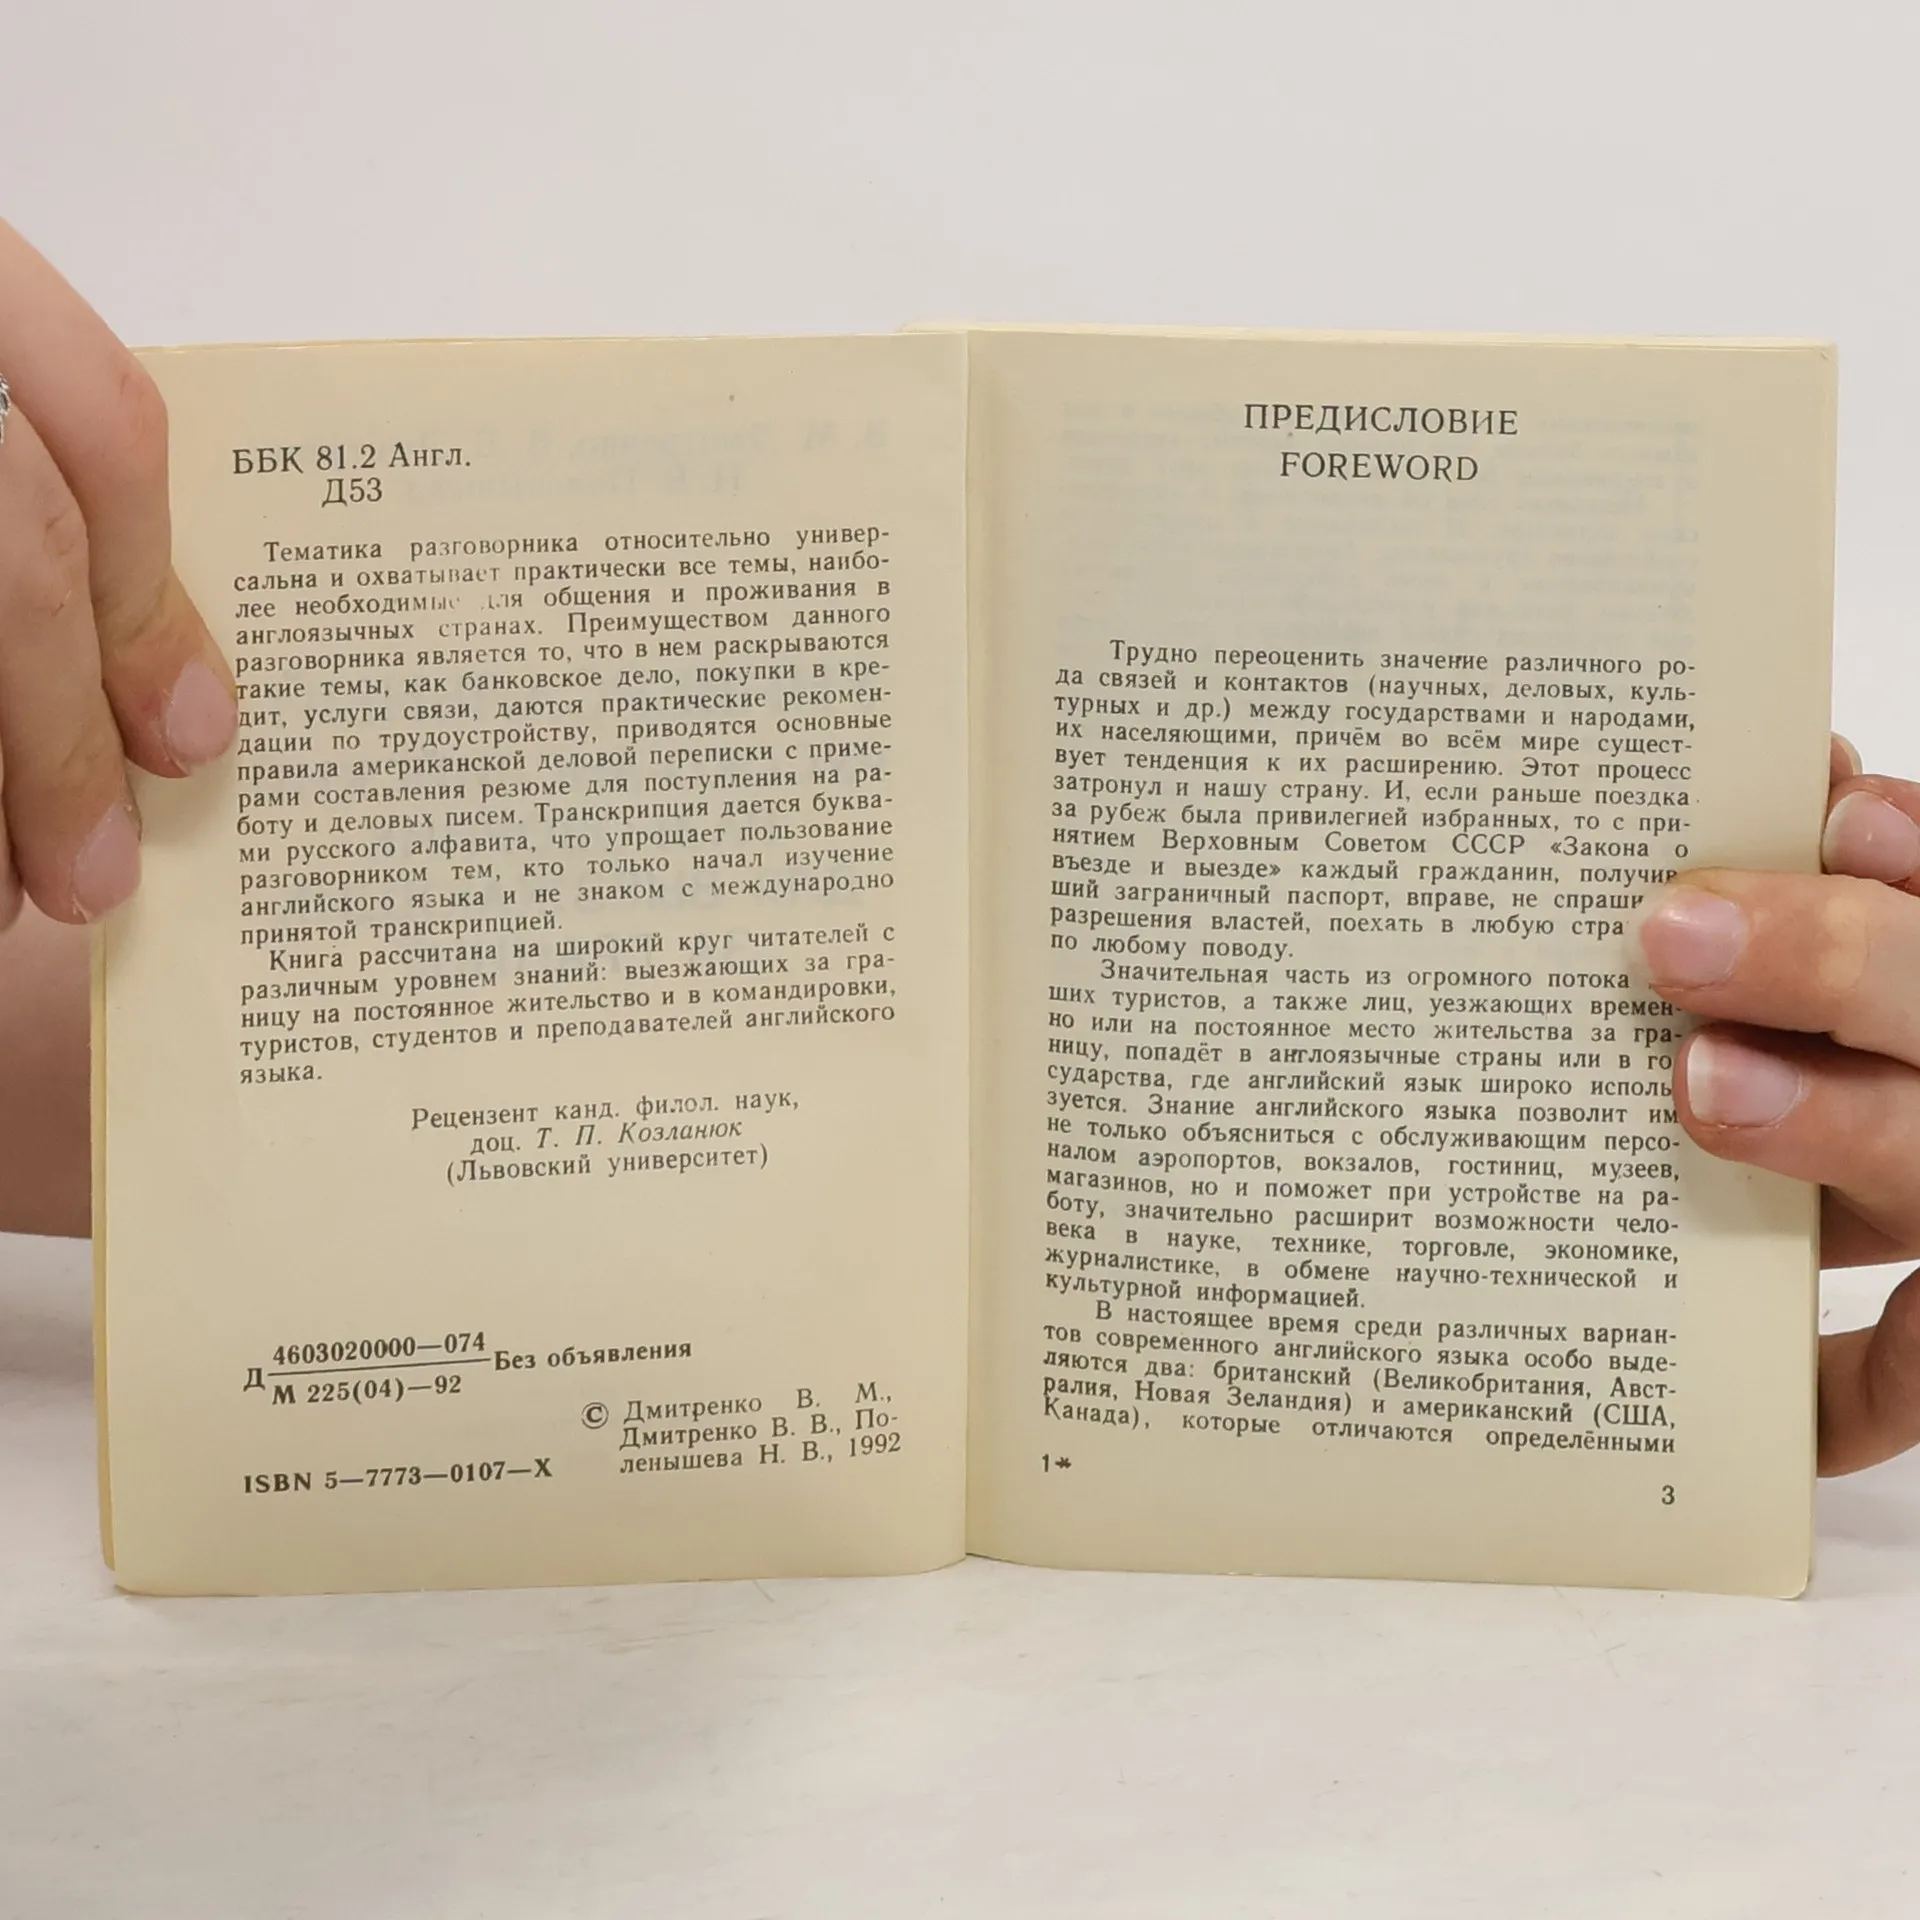 ББК 81.2 Англ.
Д53
Тематика разговорника относительно универ-
сальна и охватывает практически все темы, наибо-
лее необходимые для общения и проживания в
англоязычных странах. Преимуществом данного
разговорника является то, что в нем раскрываются
такие темы, как банковское дело, покупки в кре-
дит, услуги связи, даются практические рекомен-
дации по трудоустройству, приводятся основные
правила американской деловой переписки с приме-
рами составления резюме для поступления на ра-
боту и деловых писем. Транскрипция дается буква-
ми русского алфавита, что упрощает пользование
разговорником тем, кто только начал изучение
английского языка и не знаком с международно
принятой транскрипцией.
Книга рассчитана на широкий круг читателей с
различным уровнем знаний: выезжающих за гра-
ницу на постоянное жительство и в командировки,
туристов, студентов и преподавателей английского
языка.
Рецензент канд. филол. наук,
доц. Т. П. Козланюк
(Львовский университет)
4603020000—074
Д Без объявления
М 225(04)—92
© Дмитренко В. М.,
Дмитренко В. В., По-
ленышева Н. В., 1992
ISBN 5—7773—0107—X
ПРЕДИСЛОВИЕ
FOREWORD
Трудно переоценить значение различного ро-
да связей и контактов (научных, деловых, куль-
турных и др.) между государствами и народами,
их населяющими, причём во всём мире сущест-
вует тенденция к их расширению. Этот процесс
затронул и нашу страну. И, если раньше поездка
за рубеж была привилегией избранных, то с при-
нятием Верховным Советом СССР «Закона о
въезде и выезде» каждый гражданин, получив-
ший заграничный паспорт, вправе, не
разрешения властей, поехать в любую
по любому поводу.
Значительная часть из огромного потока
ших туристов, а также лиц, уезжающих времен-
но или на постоянное место жительства за гра-
ницу, попадёт в англоязычные страны или в го
сударства, где английский язык широко исполь
зуется. Знание английского языка позволит им
не только объясниться с обслуживающим персо-
налом аэропортов, вокзалов, гостиниц, музеев,
магазинов, но и поможет при устройстве на ра-
боту, значительно расширит возможности чело-
века в науке, технике, торговле, экономике,
журналистике, в обмене научно-технической и
культурной информацией.
В настоящее время среди различных вариан-
тов современного английского языка особо выде-
ляются два: британский (Великобритания, Авст-
ралия, Новая Зеландия) и американский (США,
Канада), которые отличаются определёнными
1*
3